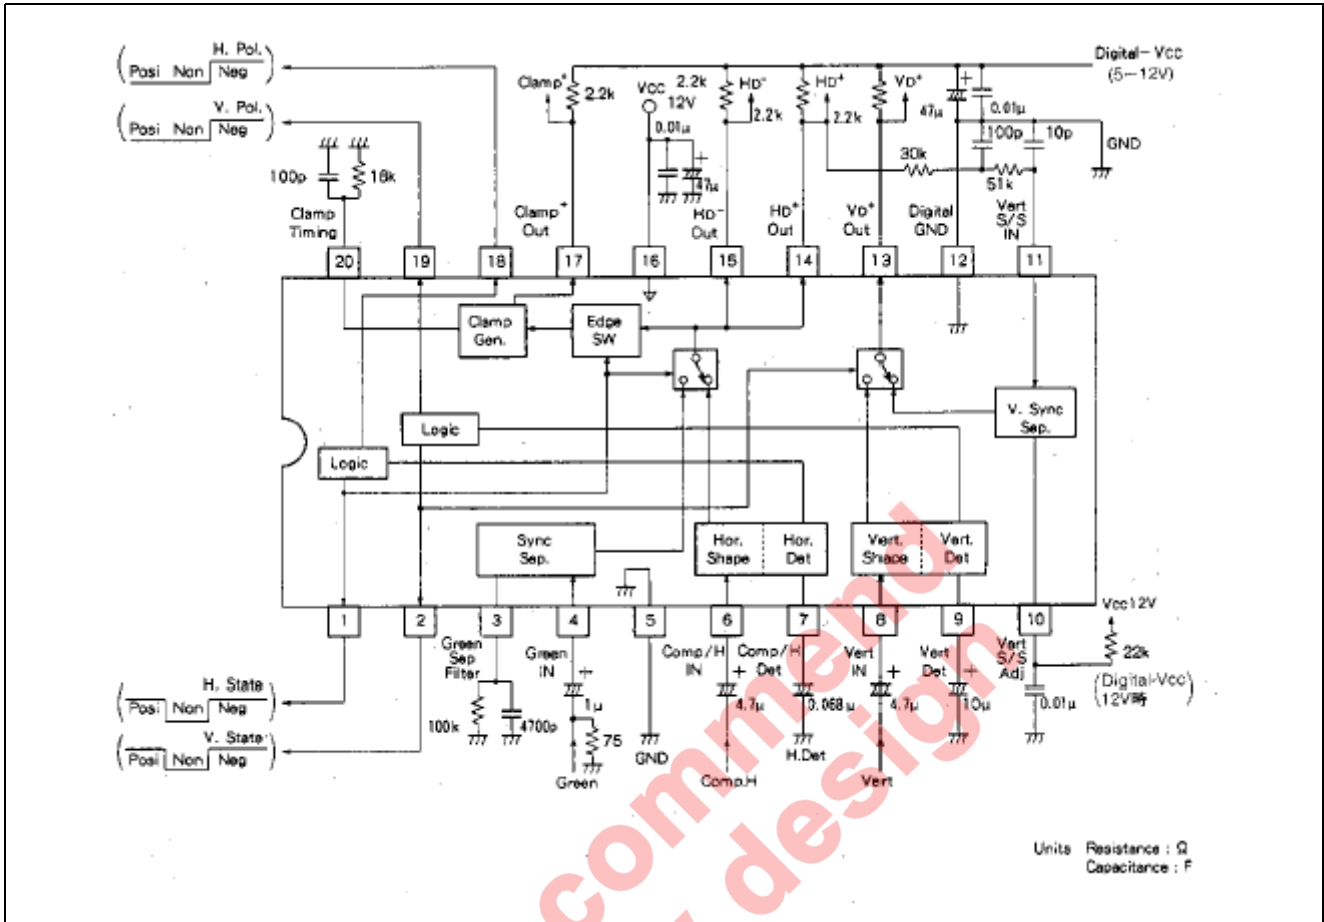 H. Pol.
Posi Non Neg
V. Pol.
Posi Non Neg
Digital-Vcc
(5-12V)
Clamp+
2.2k
Vcc
12V
2.2k
HD-
2.2k
HD+
2.2k
VD+
47μ
0.01μ
100p
10p
GND
0.01μ
47μ
30k
51k
100p
18k
Clamp
Timing
Clamp+
Out
HD-
Out
HD+
Out
VD+
Out
Digital
GND
Vert
S/S
IN
20
19
18
17
16
15
14
13
12
11
Clamp
Gen.
Edge
SW
V. Sync
Sep.
Logic
Logic
Sync
Sep.
Hor.
Shape
Hor.
Det
Vert.
Shape
Vert.
Det
1
2
3
4
5
6
7
8
9
10
Green
Sep
Filter
Green
IN
Comp/H
IN
Comp/H
Det
Vert
IN
Vert
Det
Vert
S/S
Adj
Vcc12V
22k
(Digital-Vcc)
12V時
H. State
Posi Non Neg
V. State
Posi Non Neg
100k
4700p
1μ
75
Green
GND
4.7μ
Comp.H
0.068μ
H.Det
4.7μ
Vert
10μ
0.01μ
commend
design
Units Resistance : Ω
Capacitance : F